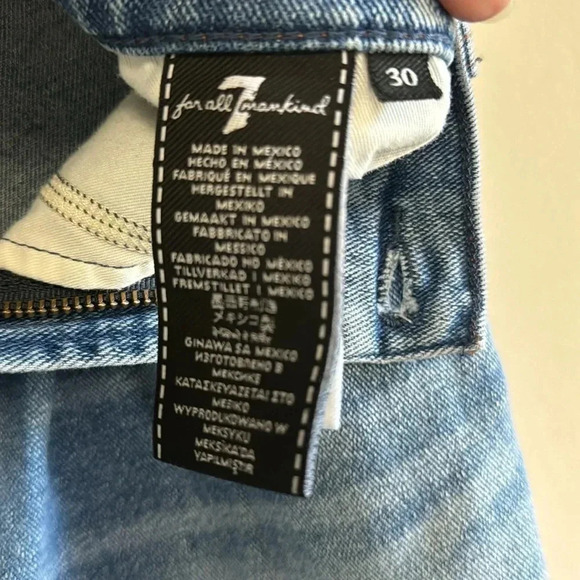 30
7
for all mankind
MADE IN MEXICO
HECHO EN MÉXICO
FABRIQUÉ EN MEXIQUE
HERGESTELLT IN
MEXIKO
GEMAAKT IN MEXICO
FABBRICATO IN
MESSICO
FABRICADO NO MÉXICO
TILLVERKAD I MEXIKO
FREMSTILLET I MEXICO
メキシコ製
GINAWA SA MEXICO
ИЗГОТОВЛЕНО В
МЕКСИКЕ
ΚΑΤΑΣΚΕΥΑΖΕΤΑΙ ΣΤΟ
ΜΕΞΙΚΟ
WYPRODUKOWANO W
MEKSYKU
MEKSİKA'DA
YAPILMIŞTIR